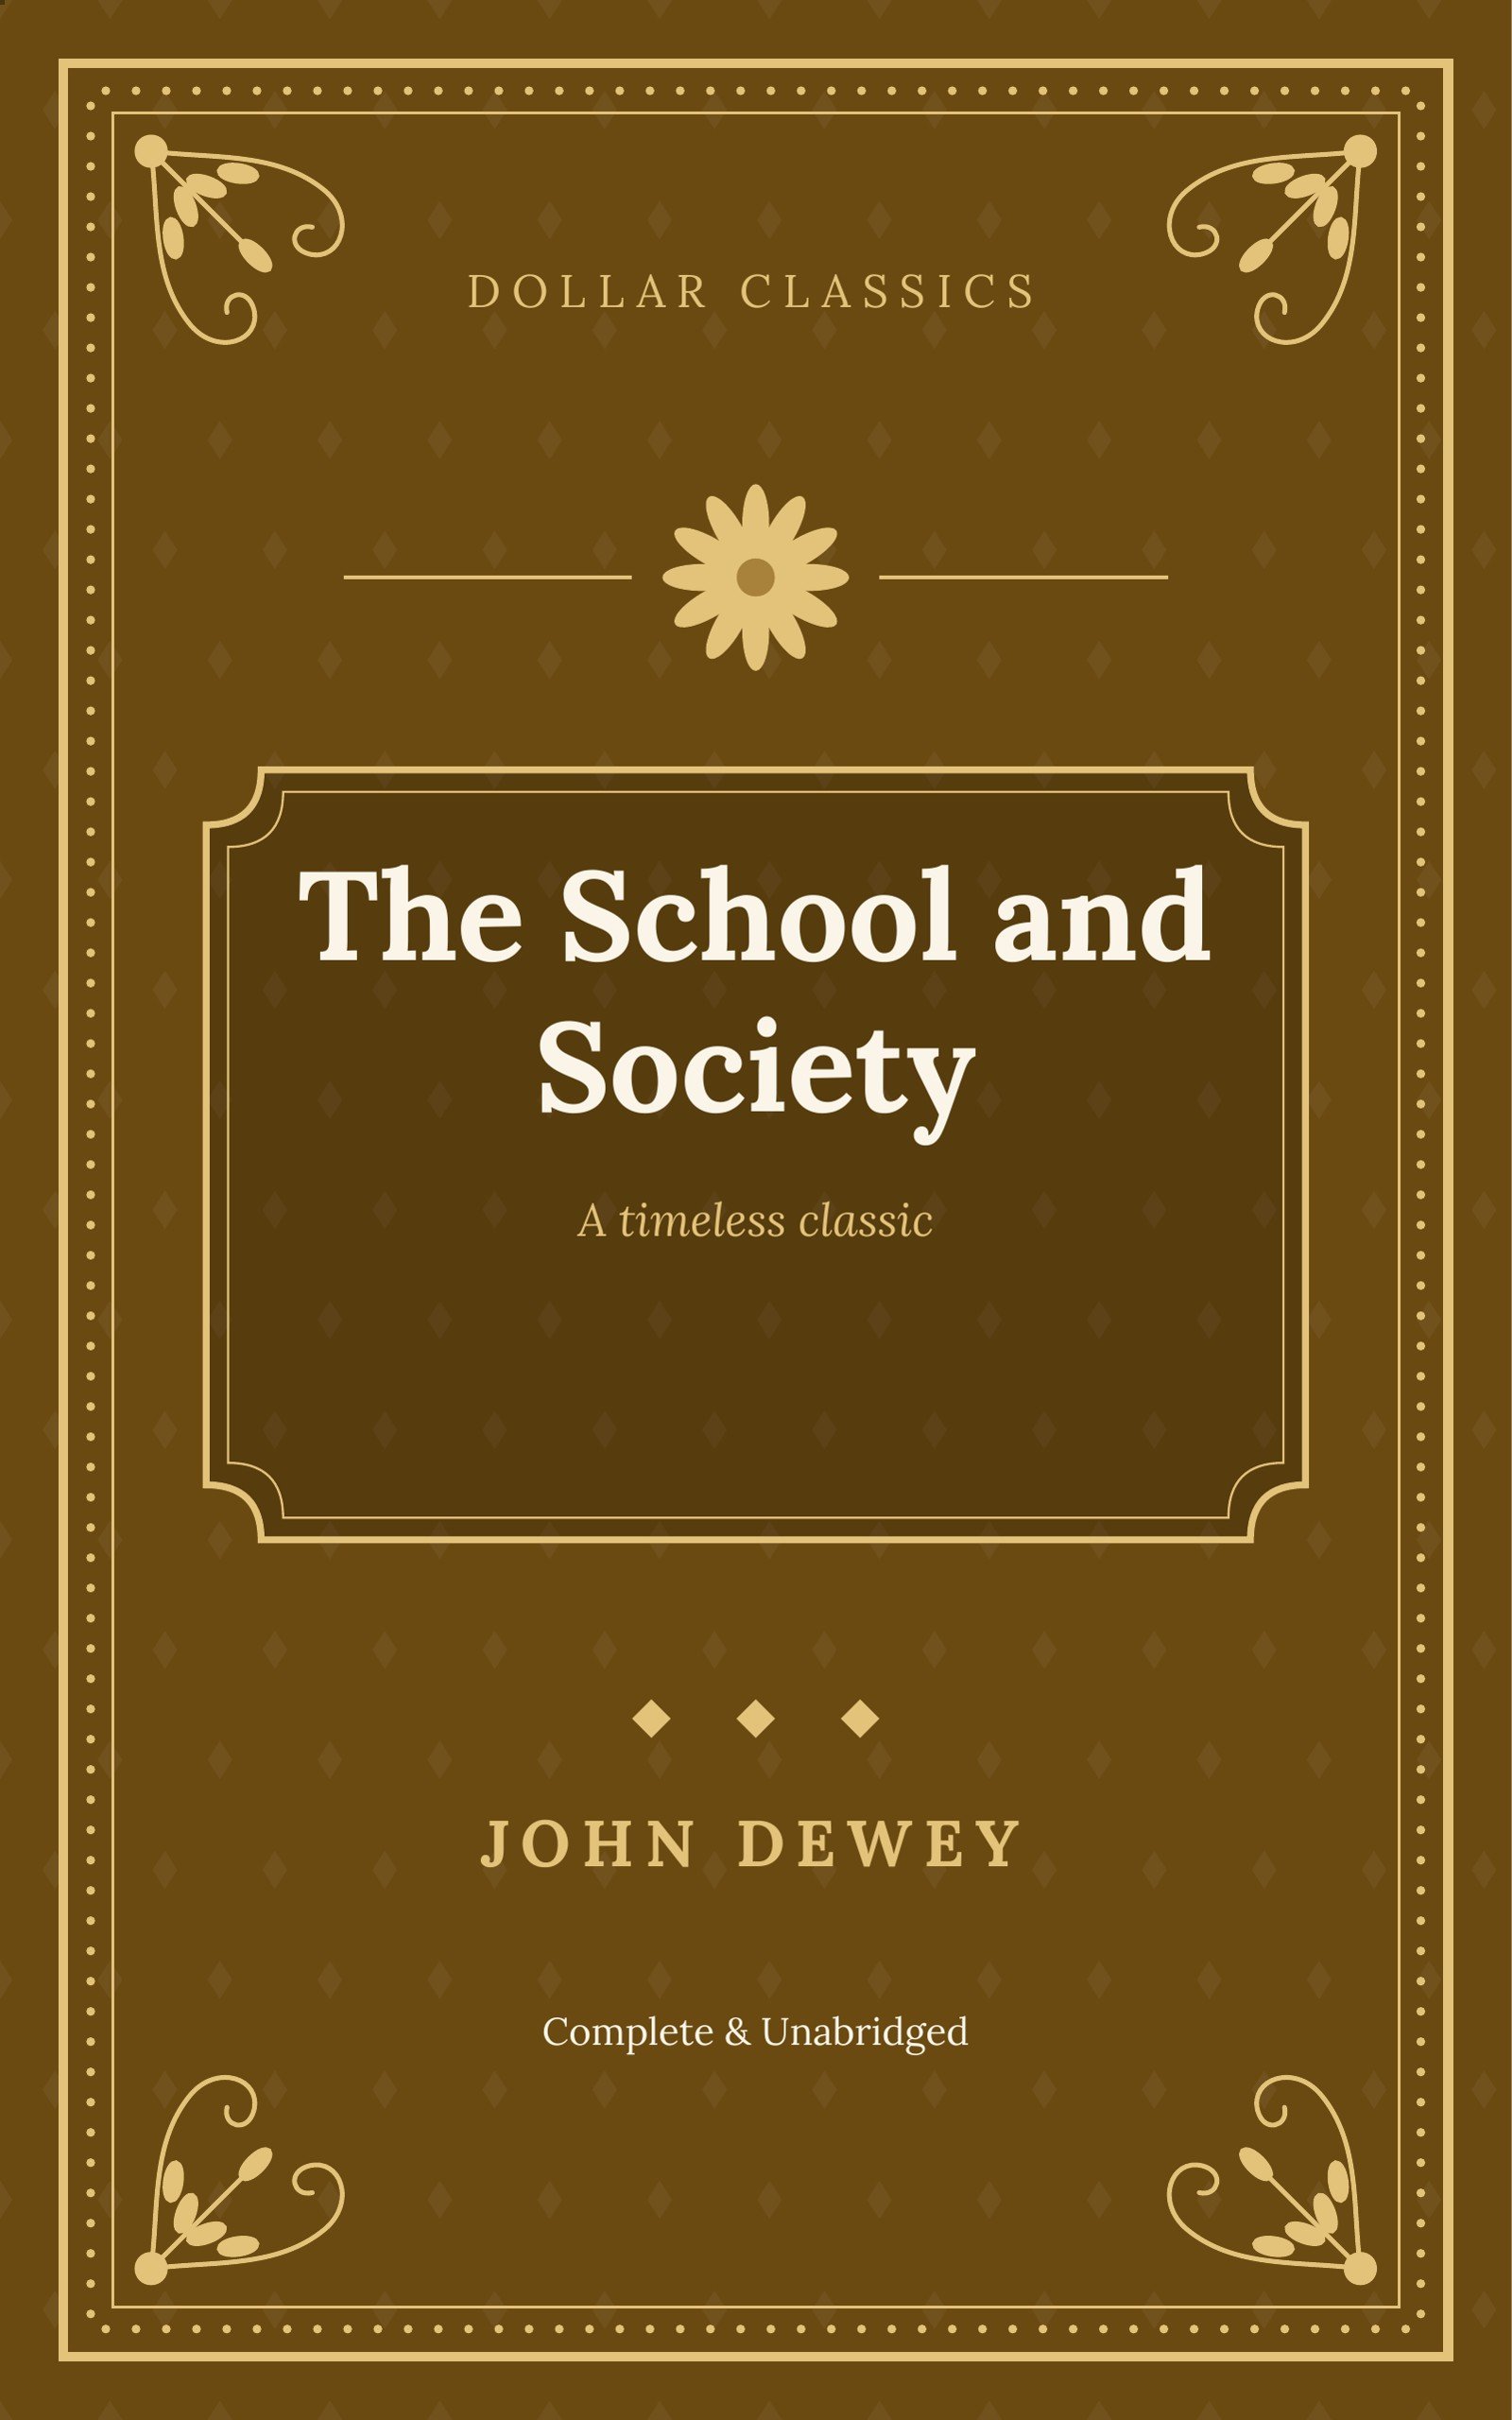 DOLLAR CLASSICS
The School and
Society
A timeless classic
JOHN DEWEY
Complete & Unabridged